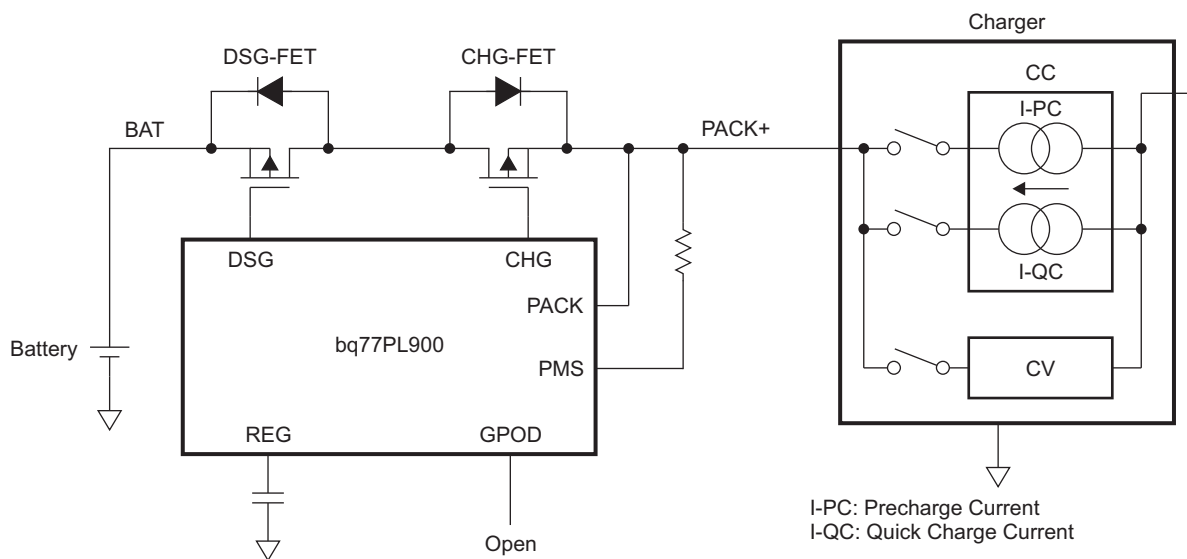 Charger
DSG-FET
CHG-FET
CC
I-PC
BAT
PACK+
I-QC
DSG
CHG
PACK
Battery
bq77PL900
PMS
CV
REG
GPOD
I-PC: Precharge Current
I-QC: Quick Charge Current
Open